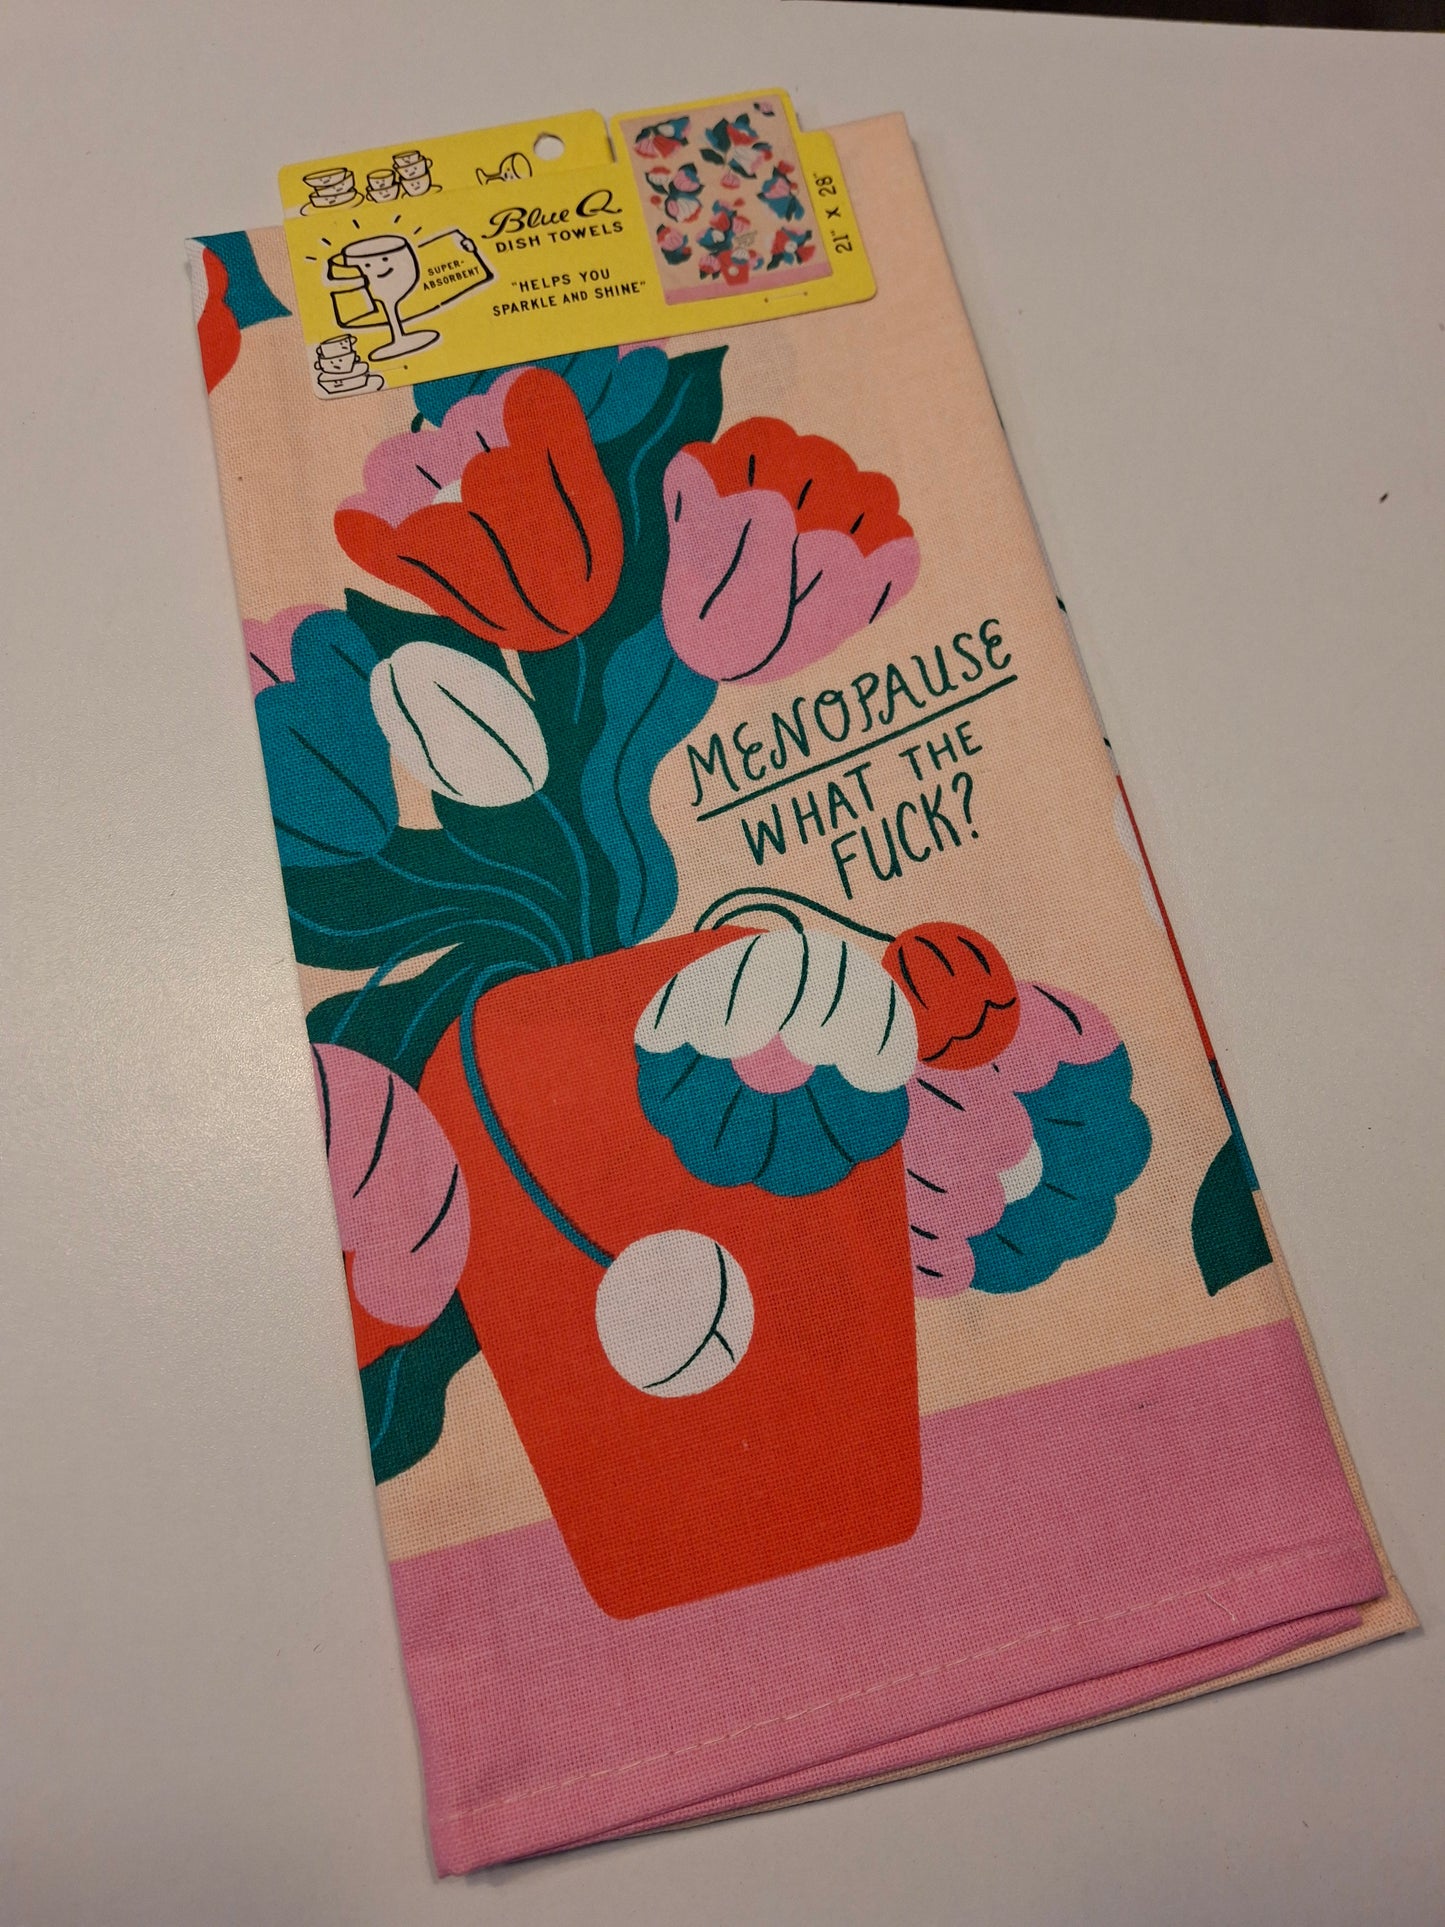 Blue Q
DISH TOWELS
SUPER-
ABSORBENT
"HELPS YOU
SPARKLE AND SHINE"
21" X 28"
MENOPAUSE
WHAT THE
FUCK?